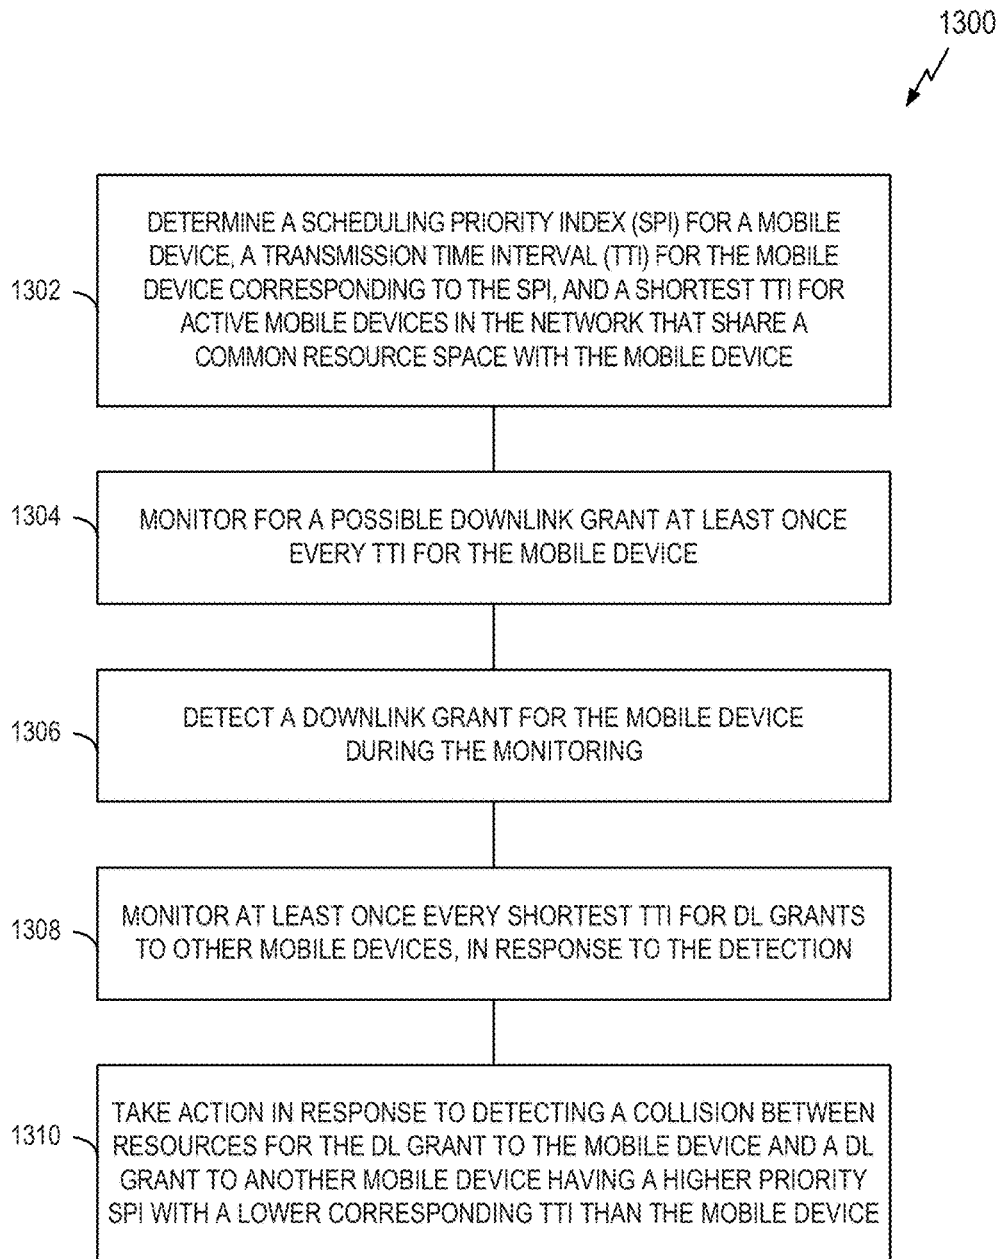 1300
DETERMINE A SCHEDULING PRIORITY INDEX (SPI) FOR A MOBILE
DEVICE, A TRANSMISSION TIME INTERVAL (TTI) FOR THE MOBILE
DEVICE CORRESPONDING TO THE SPI, AND A SHORTEST TTI FOR
ACTIVE MOBILE DEVICES IN THE NETWORK THAT SHARE A
COMMON RESOURCE SPACE WITH THE MOBILE DEVICE
1302
MONITOR FOR A POSSIBLE DOWNLINK GRANT AT LEAST ONCE
EVERY TTI FOR THE MOBILE DEVICE
1304
DETECT A DOWNLINK GRANT FOR THE MOBILE DEVICE
DURING THE MONITORING
1306
MONITOR AT LEAST ONCE EVERY SHORTEST TTI FOR DL GRANTS
TO OTHER MOBILE DEVICES, IN RESPONSE TO THE DETECTION
1308
TAKE ACTION IN RESPONSE TO DETECTING A COLLISION BETWEEN
RESOURCES FOR THE DL GRANT TO THE MOBILE DEVICE AND A DL
GRANT TO ANOTHER MOBILE DEVICE HAVING A HIGHER PRIORITY
SPI WITH A LOWER CORRESPONDING TTI THAN THE MOBILE DEVICE
1310